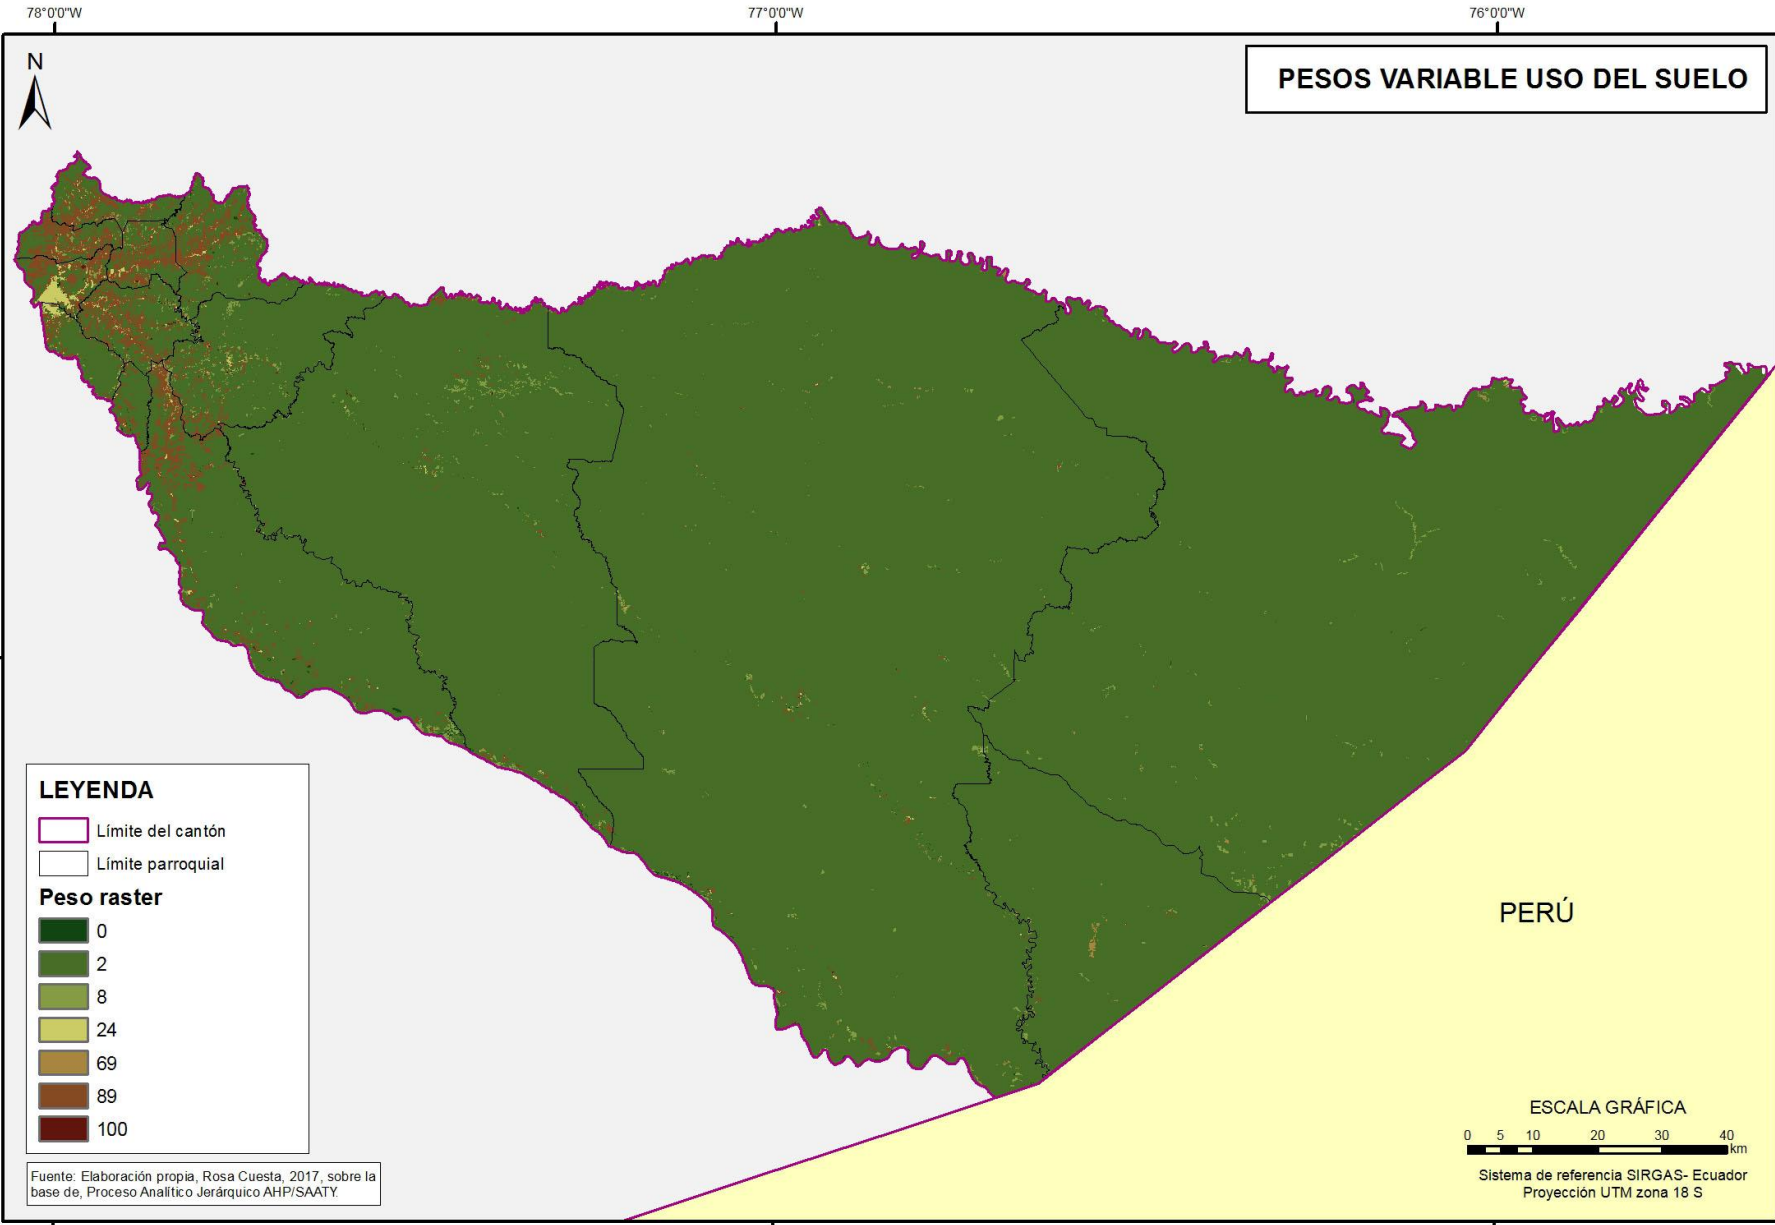 78°0'0"W
77°0'0"W
76°0'0"W
N
PESOS VARIABLE USO DEL SUELO
LEYENDA
Límite del cantón
Límite parroquial
Peso raster
0
2
8
24
69
89
100
Fuente: Elaboración propia, Rosa Cuesta, 2017, sobre la
base de, Proceso Analítico Jerárquico AHP/SAATY.
PERÚ
ESCALA GRÁFICA
0 5 10 20 30 40
km
Sistema de referencia SIRGAS- Ecuador
Proyección UTM zona 18 S